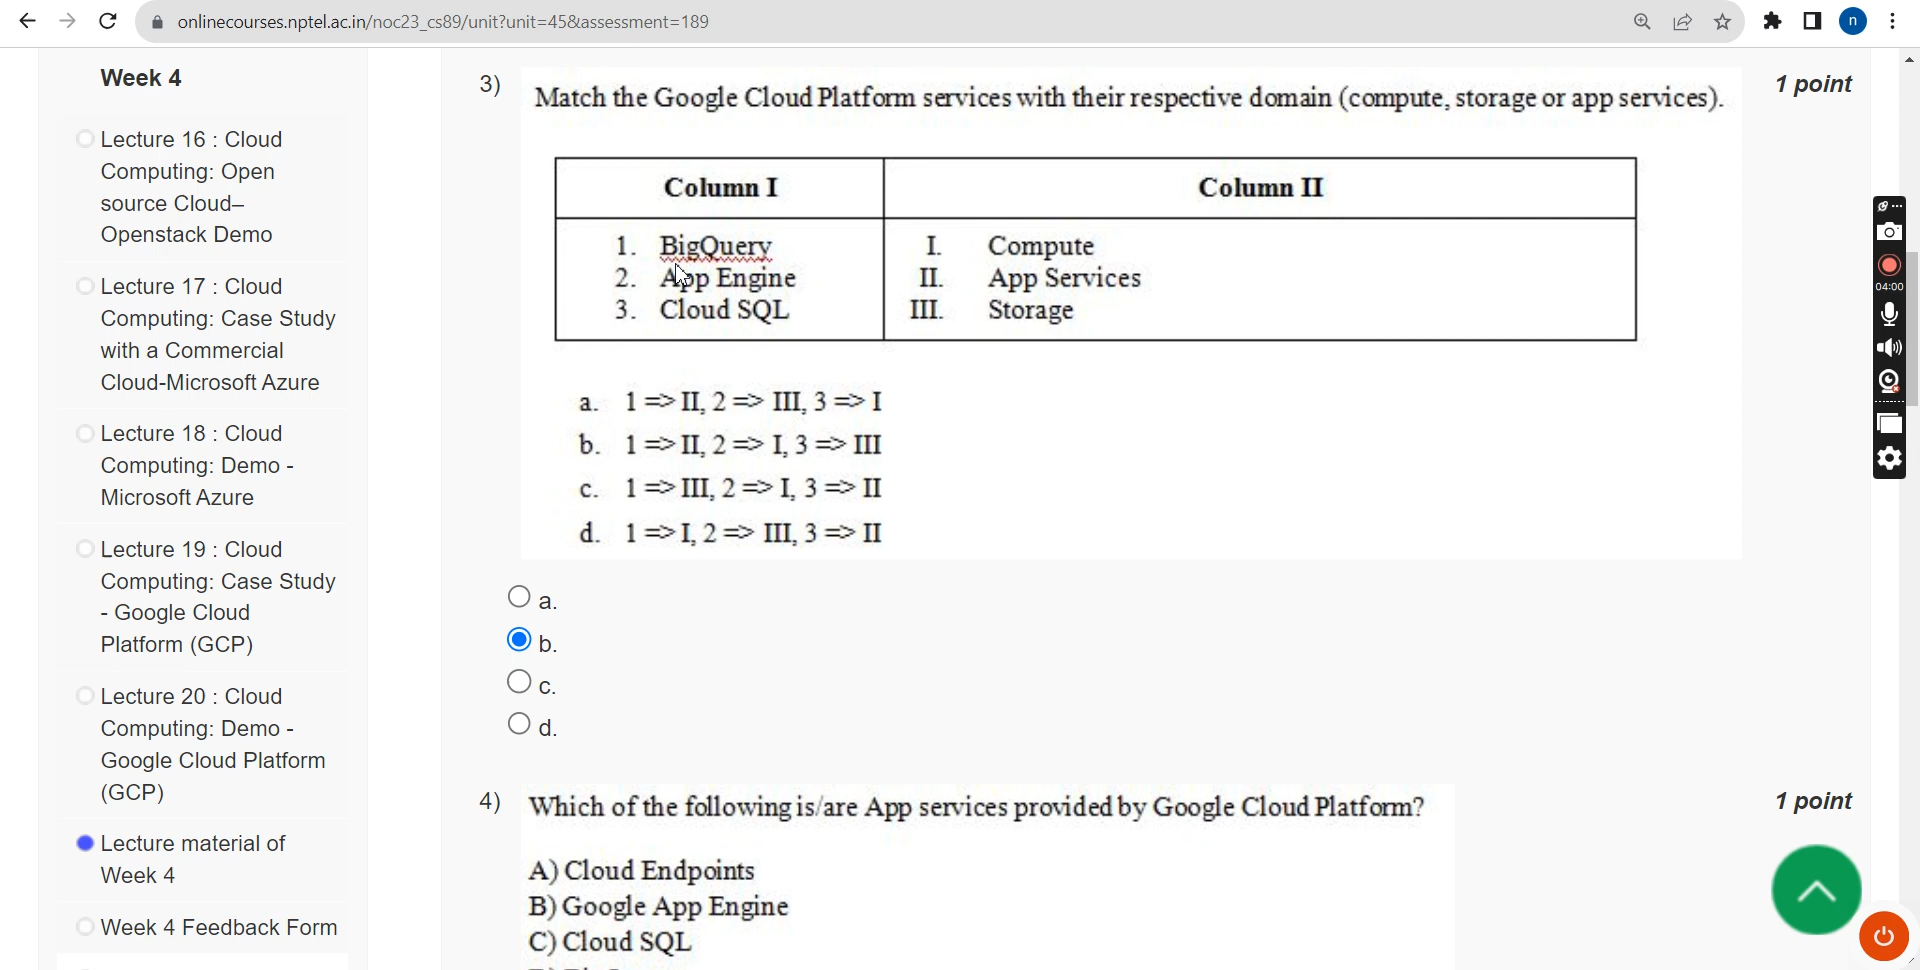 onlinecourses.nptel.ac.in/noc23_cs89/unit?unit=45&assessment=189
n
Week 4
Lecture 16 : Cloud
Computing: Open
source Cloud–
Openstack Demo
Lecture 17 : Cloud
Computing: Case Study
with a Commercial
Cloud-Microsoft Azure
Lecture 18 : Cloud
Computing: Demo -
Microsoft Azure
Lecture 19 : Cloud
Computing: Case Study
- Google Cloud
Platform (GCP)
Lecture 20 : Cloud
Computing: Demo -
Google Cloud Platform
(GCP)
Lecture material of
Week 4
Week 4 Feedback Form
3)
Match the Google Cloud Platform services with their respective domain (compute, storage or app services).
1 point
Column I
Column II
1. BigQuery
2. App Engine
3. Cloud SQL
I. Compute
II. App Services
III. Storage
a. 1 => II, 2 => III, 3 => I
b. 1 => II, 2 => I, 3 => III
c. 1 => III, 2 => I, 3 => II
d. 1 => I, 2 => III, 3 => II
a.
b.
c.
d.
4)
Which of the following is/are App services provided by Google Cloud Platform?
1 point
A) Cloud Endpoints
B) Google App Engine
C) Cloud SQL
04:00